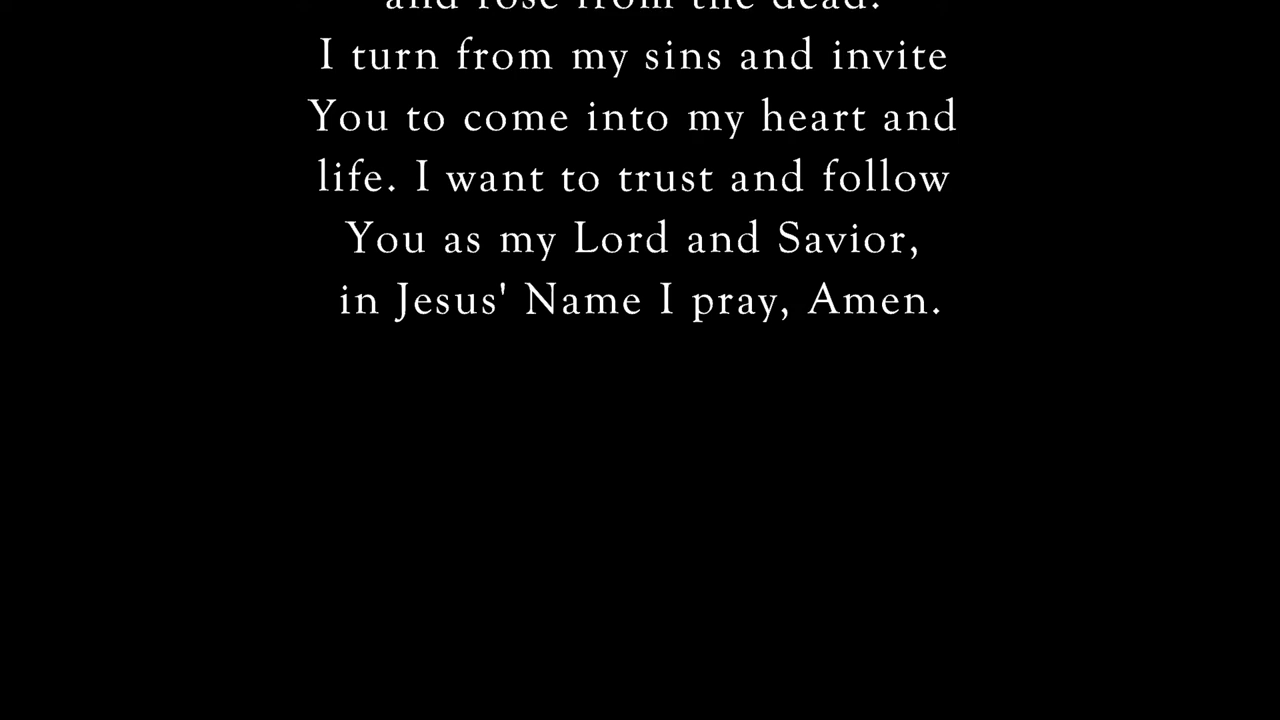 and rose from the dead.
I turn from my sins and invite
You to come into my heart and
life. I want to trust and follow
You as my Lord and Savior,
in Jesus' Name I pray, Amen.